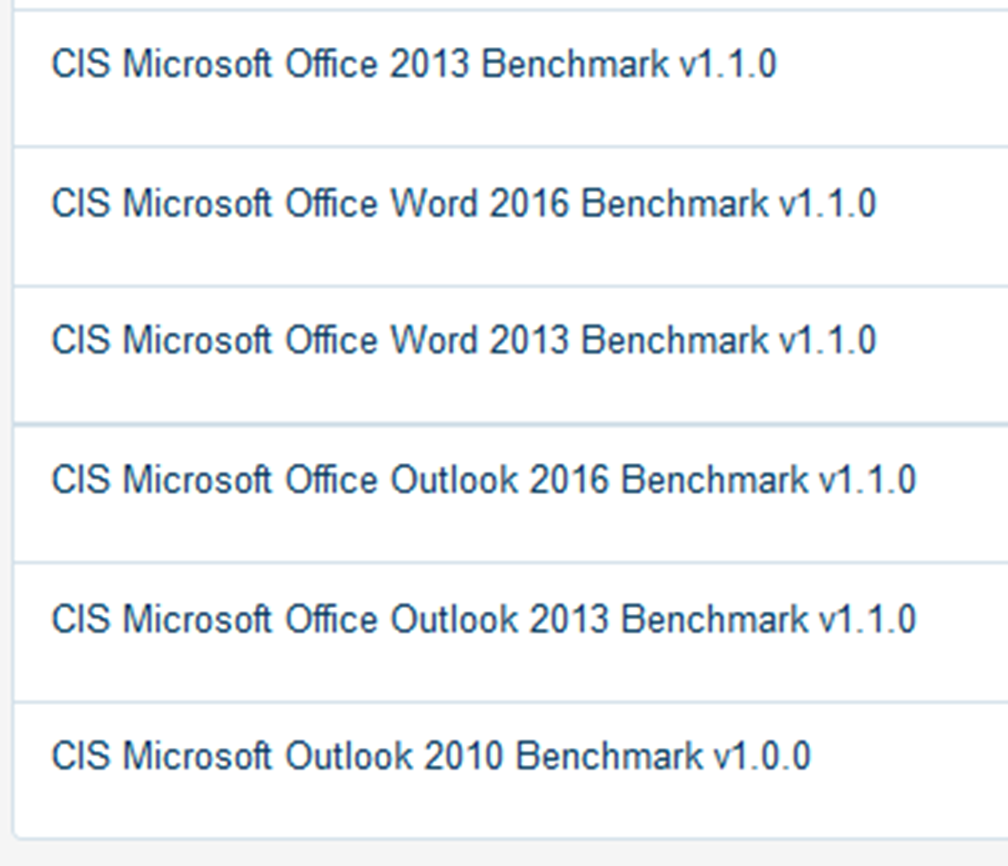 CIS Microsoft Office 2013 Benchmark v1.1.0
CIS Microsoft Office Word 2016 Benchmark v1.1.0
CIS Microsoft Office Word 2013 Benchmark v1.1.0
CIS Microsoft Office Outlook 2016 Benchmark v1.1.0
CIS Microsoft Office Outlook 2013 Benchmark v1.1.0
CIS Microsoft Outlook 2010 Benchmark v1.0.0